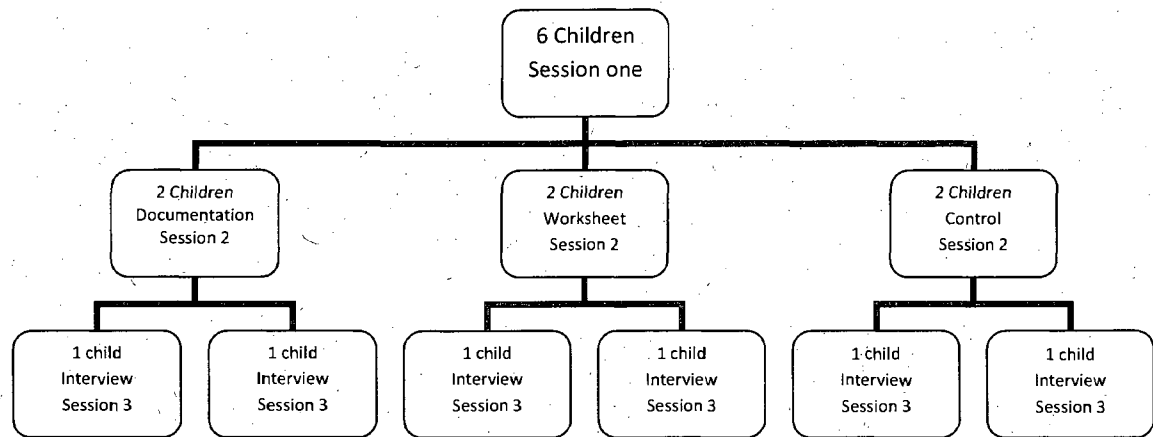 6 Children
Session one
2 Children
Documentation
Session 2
2 Children
Worksheet
Session 2
2 Children
Control
Session 2
1 child
Interview
Session 3
1 child
Interview
Session 3
1 child
Interview
Session 3
1 child
Interview
Session 3
1 child
Interview
Session 3
1 child
Interview
Session 3